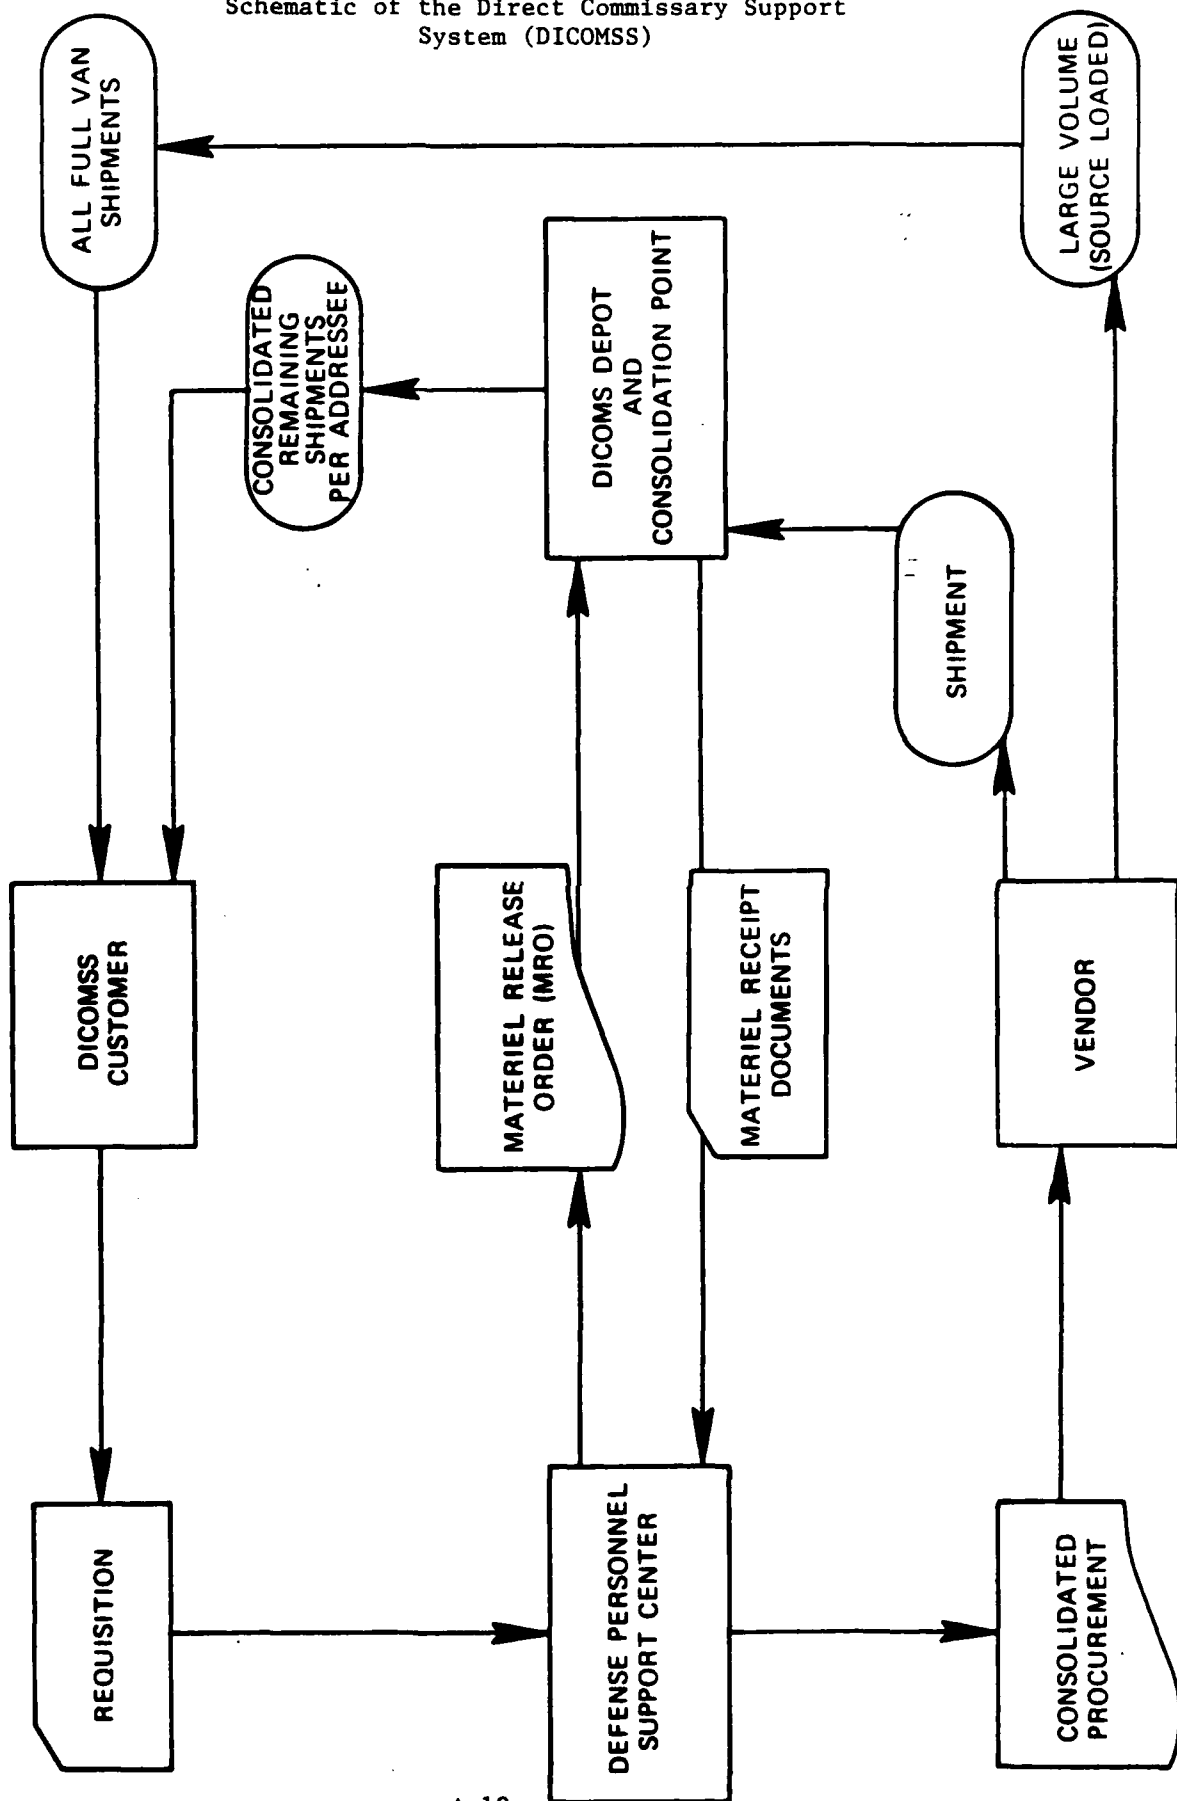 Schematic of the Direct Commissary Support
System (DICOMSS)
REQUISITION
DICOMSS
CUSTOMER
ALL FULL VAN
SHIPMENTS
CONSOLIDATED
REMAINING
SHIPMENTS
PER ADDRESSEE
DEFENSE PERSONNEL
SUPPORT CENTER
MATERIEL RELEASE
ORDER (MRO)
MATERIEL RECEIPT
DOCUMENTS
DICOMS DEPOT
AND
CONSOLIDATION POINT
SHIPMENT
CONSOLIDATED
PROCUREMENT
VENDOR
LARGE VOLUME
(SOURCE LOADED)